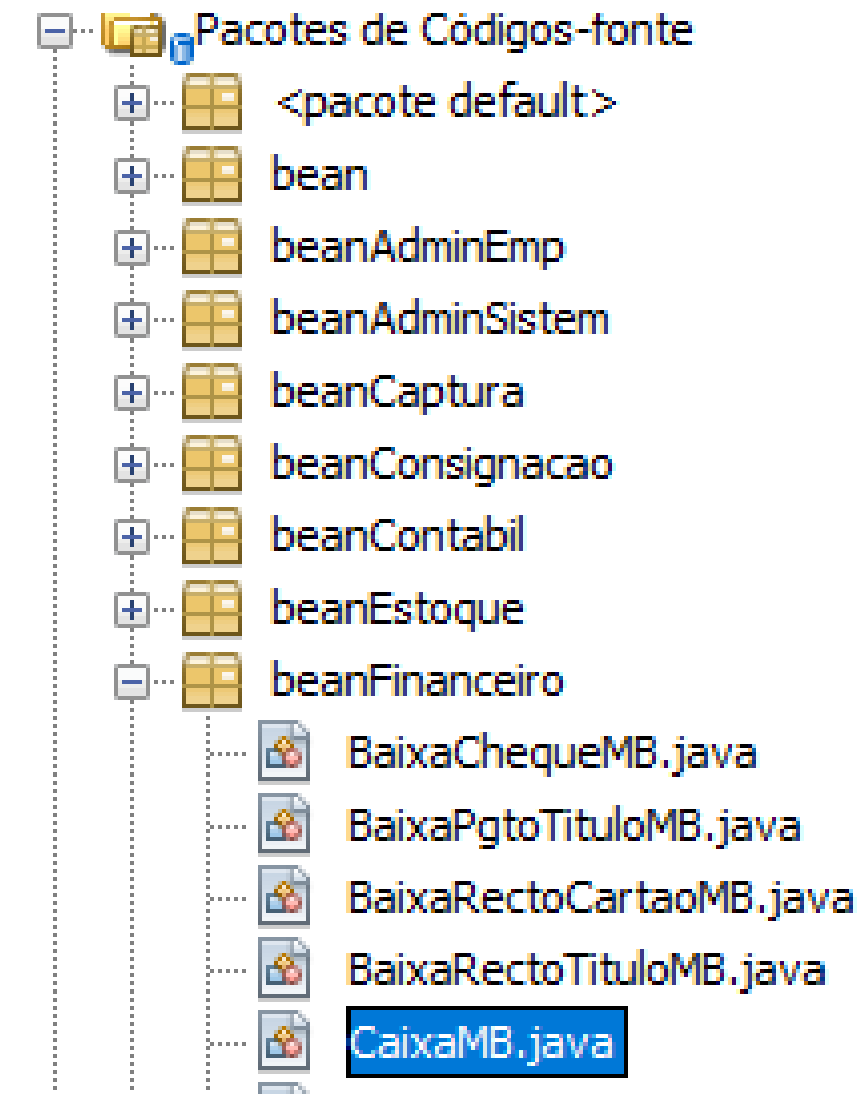 Pacotes de Códigos-fonte
<pacote default>
bean
beanAdminEmp
beanAdminSistem
beanCaptura
beanConsignacao
beanContabil
beanEstoque
beanFinanceiro
BaixaChequeMB.java
BaixaPgtoTituloMB.java
BaixaRectoCartaoMB.java
BaixaRectoTituloMB.java
CaixaMB.java